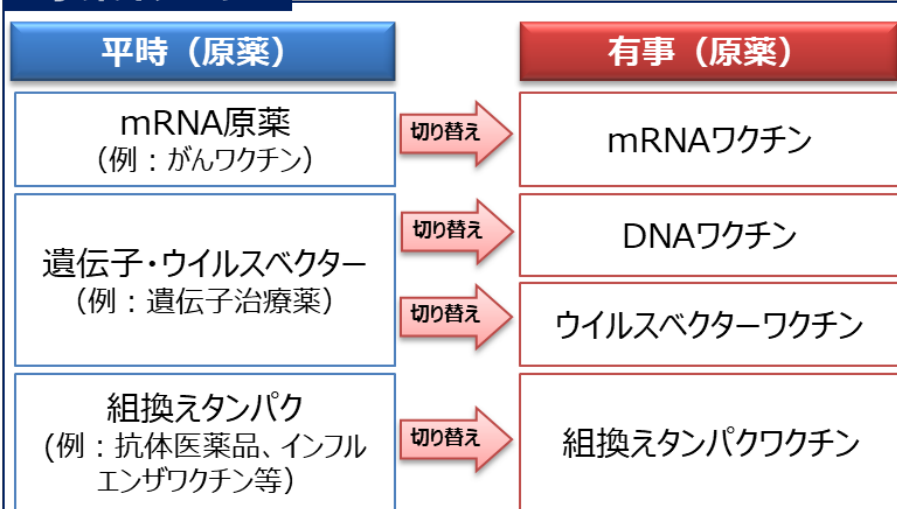 平時（原薬）
有事（原薬）
mRNA原薬
（例：がんワクチン）
切り替え
mRNAワクチン
遺伝子・ウイルスベクター
（例：遺伝子治療薬）
切り替え
DNAワクチン
切り替え
ウイルスベクターワクチン
組換えタンパク
(例：抗体医薬品、インフル
エンザワクチン等）
切り替え
組換えタンパクワクチン